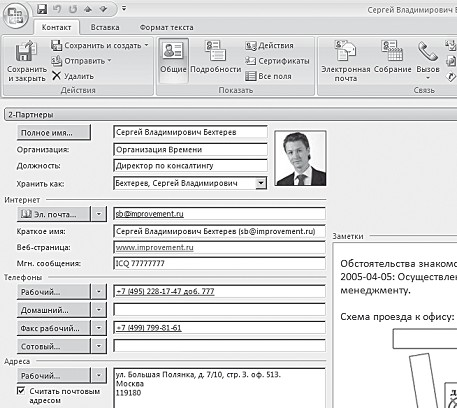 Сергей Владимирович Б
Контакт Вставка Формат текста
Сохранить и закрыть
Сохранить и создать
Отправить
Удалить
Действия
Общие
Подробности
Действия
Сертификаты
Все поля
Показать
Электронная почта
Собрание
Вызов
Связь
2-Партнеры
Полное имя... Сергей Владимирович Бехтерев
Организация: Организация Времени
Должность: Директор по консалтингу
Хранить как: Бехтерев, Сергей Владимирович
Интернет
Эл. почта... sb@improvement.ru
Краткое имя: Сергей Владимирович Бехтерев (sb@improvement.ru)
Веб-страница: www.improvement.ru
Мгн. сообщения: ICQ 77777777
Телефоны
Рабочий... +7 (495) 228-17-47 доб. 777
Домашний...
Факс рабочий... +7 (499) 799-81-61
Сотовый...
Адреса
Рабочий... ул. Большая Полянка, д. 7/10, стр. 3. оф. 513.
Москва
119180
Считать почтовым
адресом
Заметки
Обстоятельства знакомс
2005-04-05: Осуществлен
менеджменту.
Схема проезда к офису: